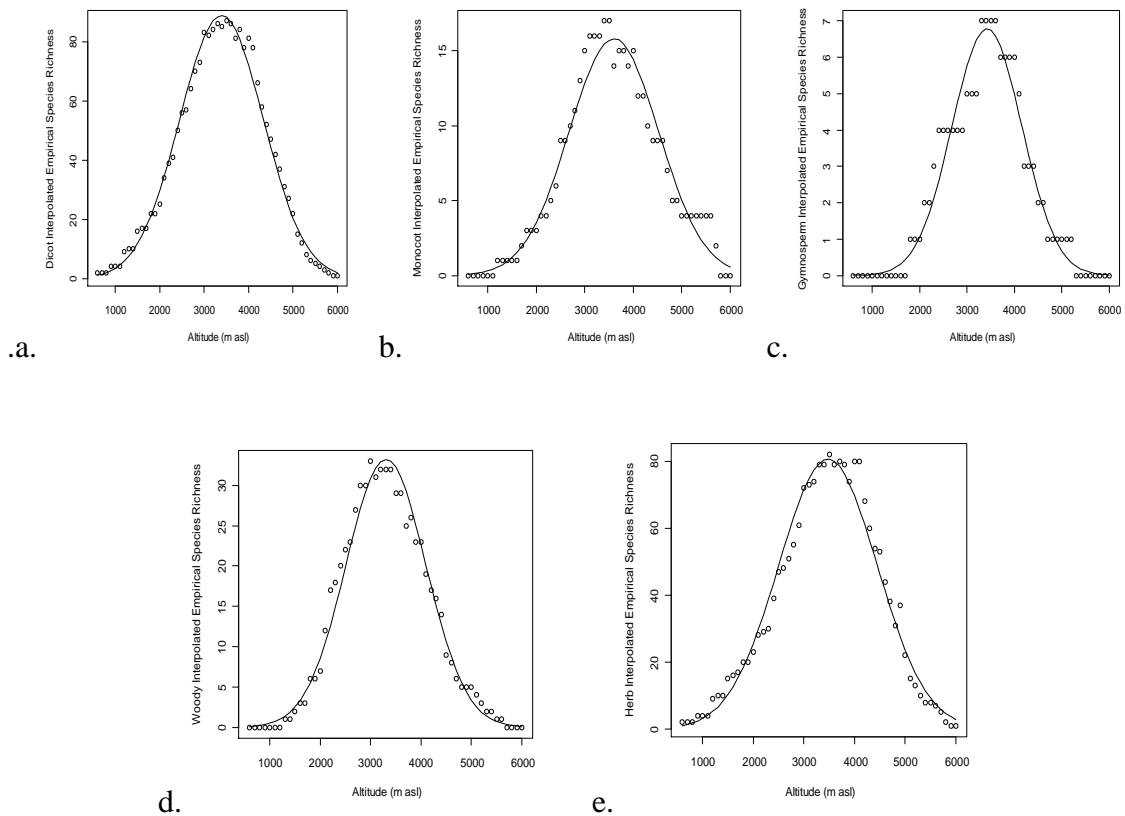 Dicot Interpolated Empirical Species Richness
0 20 40 60 80
1000 2000 3000 4000 5000 6000
Altitude (m asl)
.a.
Monocot Interpolated Empirical Species Richness
0 5 10 15
1000 2000 3000 4000 5000 6000
Altitude (m asl)
b.
Gymnosperm Interpolated Empirical Species Richness
0 1 2 3 4 5 6 7
1000 2000 3000 4000 5000 6000
Altitude (m asl)
c.
Woody Interpolated Empirical Species Richness
0 5 10 15 20 25 30
1000 2000 3000 4000 5000 6000
Altitude (m asl)
d.
Herb Interpolated Empirical Species Richness
0 20 40 60 80
1000 2000 3000 4000 5000 6000
Altitude (m asl)
e.